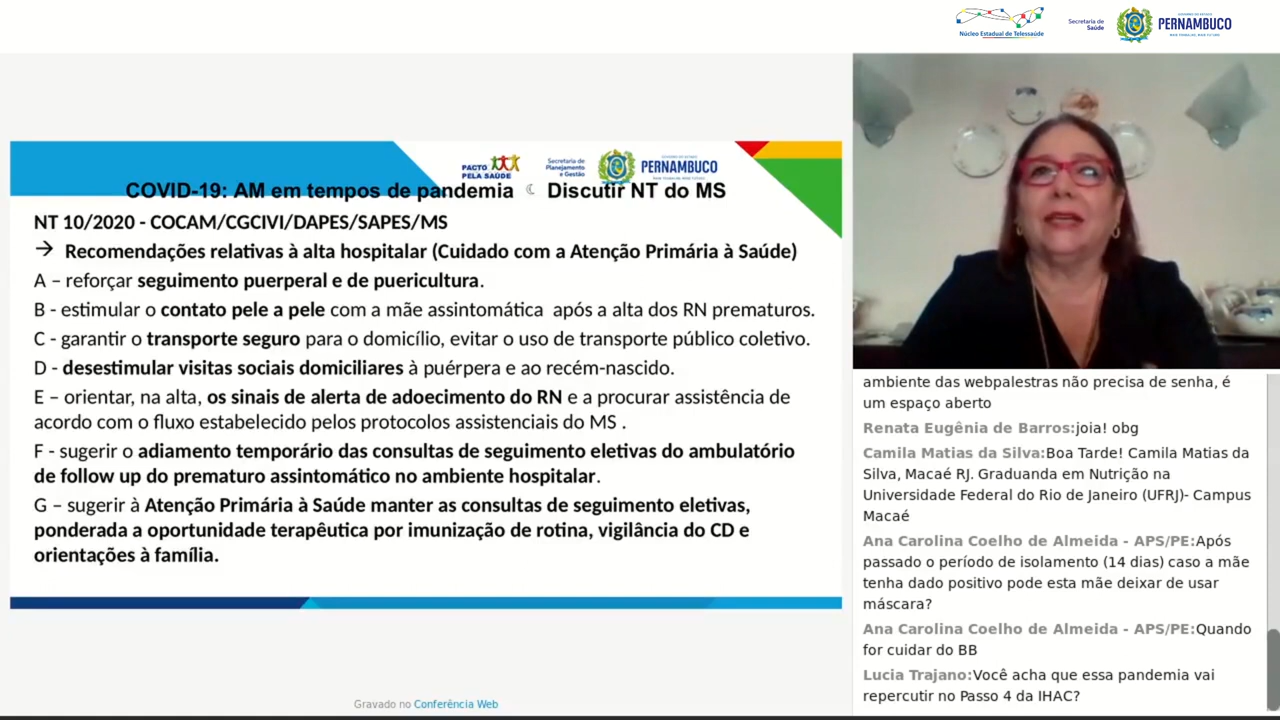 Núcleo Estadual de Telessaúde
Secretaria de
Saúde
PERNAMBUCO
PACTO
PELA SAÚDE
Secretaria de
Planejamento
e Gestão
PERNAMBUCO
COVID-19: AM em tempos de pandemia ☾ Discutir NT do MS
NT 10/2020 - COCAM/CGCIVI/DAPES/SAPES/MS
→ Recomendações relativas à alta hospitalar (Cuidado com a Atenção Primária à Saúde)
A – reforçar seguimento puerperal e de puericultura.
B - estimular o contato pele a pele com a mãe assintomática após a alta dos RN prematuros.
C - garantir o transporte seguro para o domicílio, evitar o uso de transporte público coletivo.
D - desestimular visitas sociais domiciliares à puérpera e ao recém-nascido.
E – orientar, na alta, os sinais de alerta de adoecimento do RN e a procurar assistência de
acordo com o fluxo estabelecido pelos protocolos assistenciais do MS .
F - sugerir o adiamento temporário das consultas de seguimento eletivas do ambulatório
de follow up do prematuro assintomático no ambiente hospitalar.
G – sugerir à Atenção Primária à Saúde manter as consultas de seguimento eletivas,
ponderada a oportunidade terapêutica por imunização de rotina, vigilância do CD e
orientações à família.
Gravado no Conferência Web
ambiente das webpalestras não precisa de senha, é
um espaço aberto
Renata Eugênia de Barros:joia! obg
Camila Matias da Silva:Boa Tarde! Camila Matias da
Silva, Macaé RJ. Graduanda em Nutrição na
Universidade Federal do Rio de Janeiro (UFRJ)- Campus
Macaé
Ana Carolina Coelho de Almeida - APS/PE:Após
passado o período de isolamento (14 dias) caso a mãe
tenha dado positivo pode esta mãe deixar de usar
máscara?
Ana Carolina Coelho de Almeida - APS/PE:Quando
for cuidar do BB
Lucia Trajano:Você acha que essa pandemia vai
repercutir no Passo 4 da IHAC?